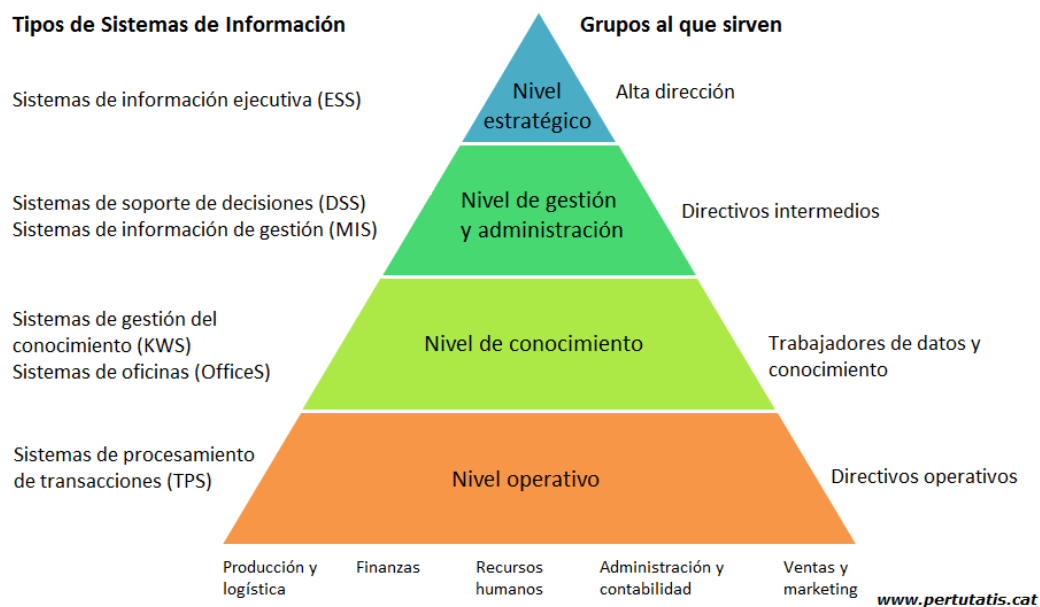 Tipos de Sistemas de Información
Grupos al que sirven
Sistemas de información ejecutiva (ESS)
Nivel
estratégico
Alta dirección
Sistemas de soporte de decisiones (DSS)
Sistemas de información de gestión (MIS)
Nivel de gestión
y administración
Directivos intermedios
Sistemas de gestión del
conocimiento (KWS)
Sistemas de oficinas (OfficeS)
Nivel de conocimiento
Trabajadores de datos y
conocimiento
Sistemas de procesamiento
de transacciones (TPS)
Nivel operativo
Directivos operativos
Producción y
logística
Finanzas
Recursos
humanos
Administración y
contabilidad
Ventas y
marketing
www.pertutatis.cat